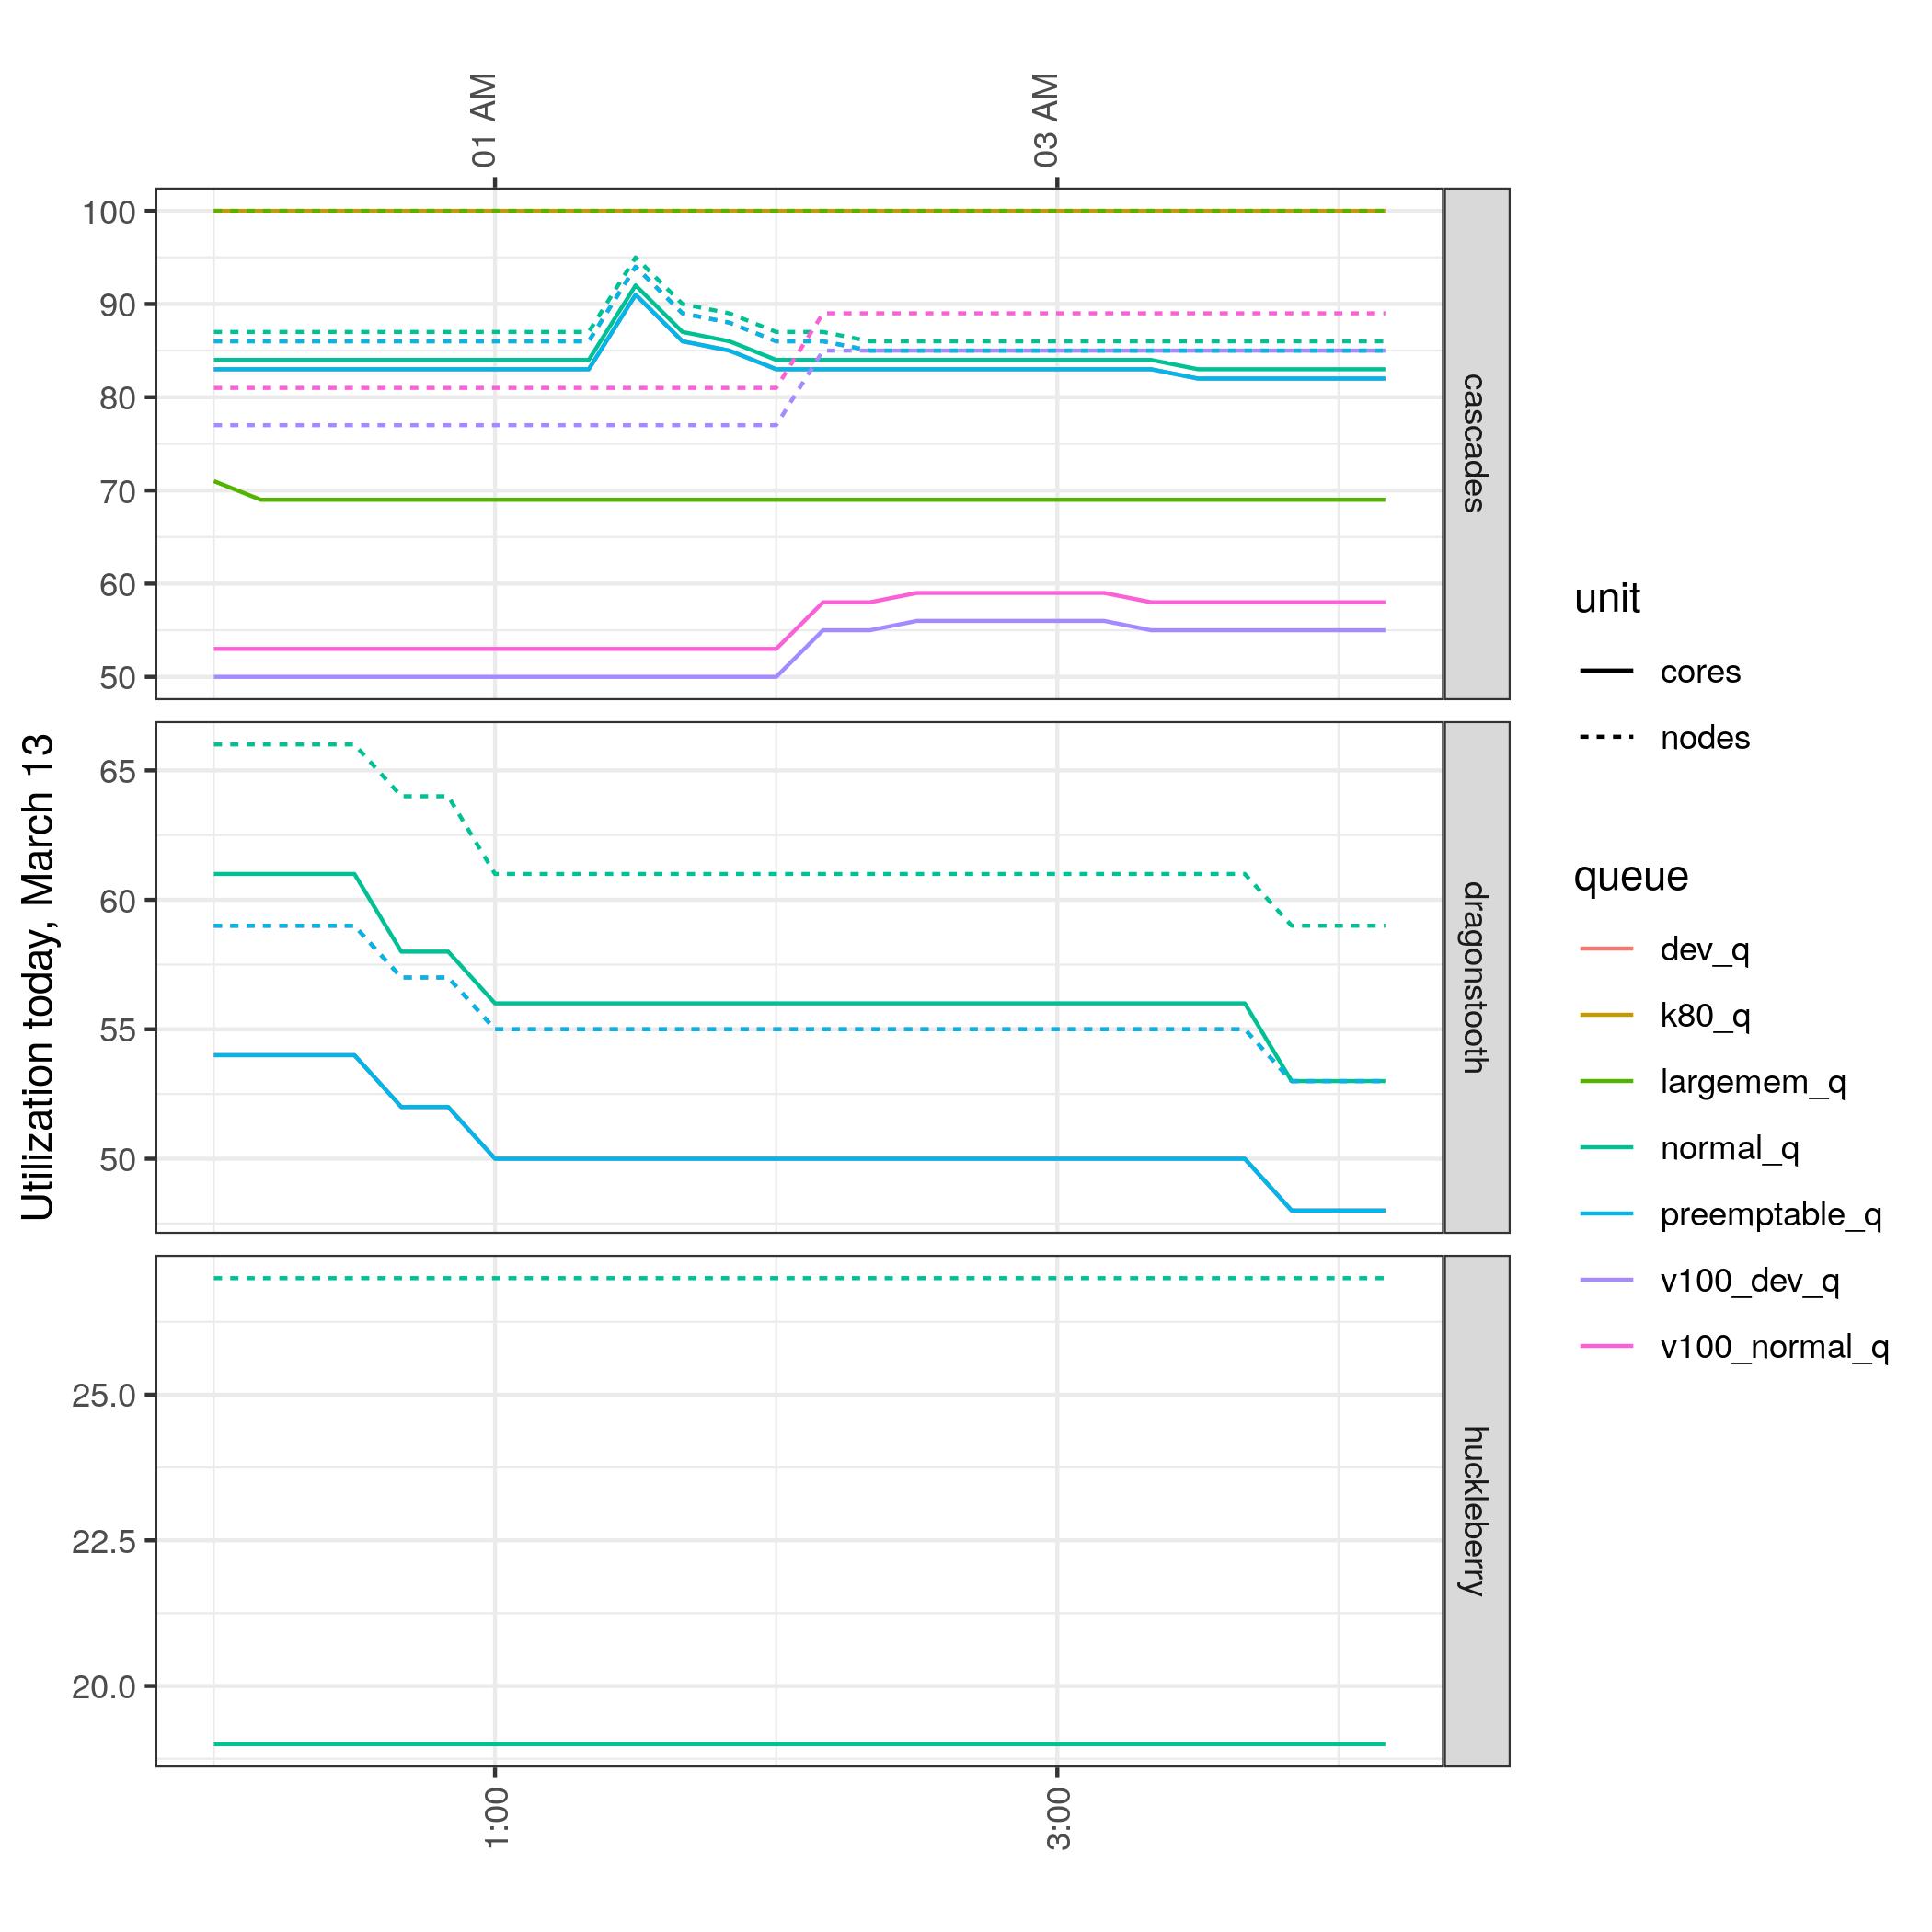 01 AM
03 AM
100
90
80
70
60
50
cascades
Utilization today, March 13
65
60
55
50
dragonstooth
25.0
22.5
20.0
huckleberry
1:00
3:00
unit
cores
nodes
queue
dev_q
k80_q
largemem_q
normal_q
preemptable_q
v100_dev_q
v100_normal_q